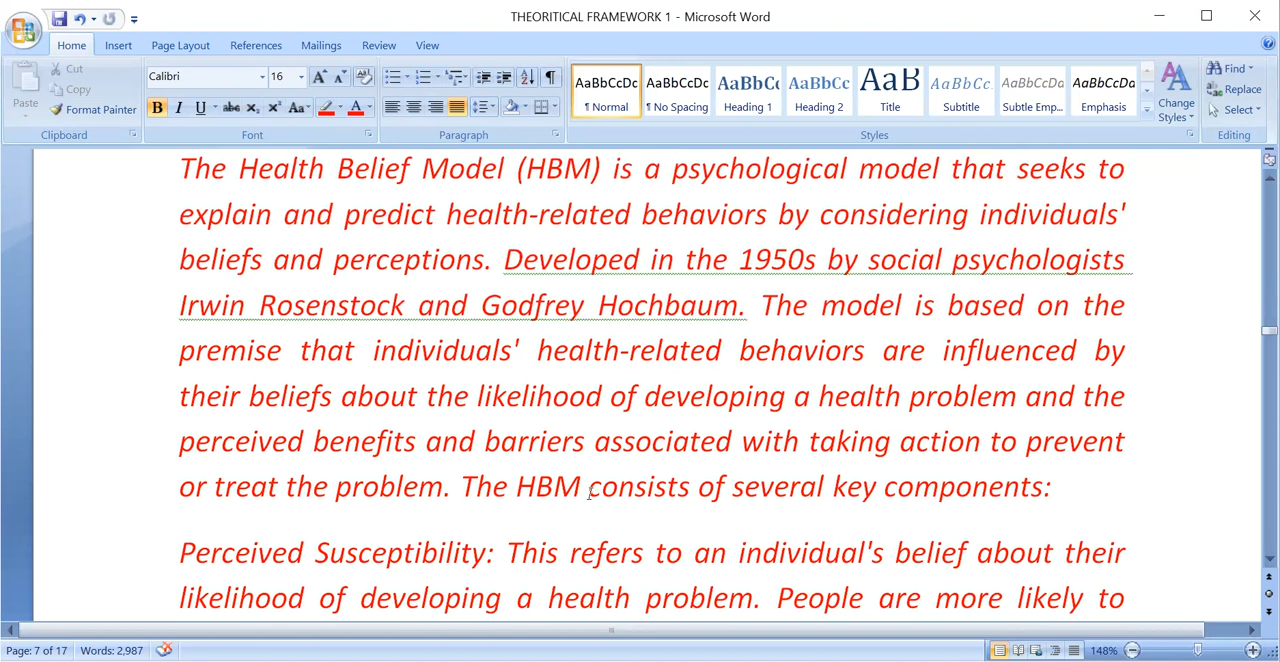 THEORITICAL FRAMEWORK 1 - Microsoft Word
Home Insert Page Layout References Mailings Review View
Paste
Cut
Copy
Format Painter
Clipboard
Calibri 16
Font
Paragraph
AaBbCcDc AaBbCcDc AaBbC AaBbCc AaB AaBbCc. AaBbCcDa AaBbCcDa
¶ Normal ¶ No Spacing Heading 1 Heading 2 Title Subtitle Subtle Emp... Emphasis
Change Styles
Styles
Find
Replace
Select
Editing
The Health Belief Model (HBM) is a psychological model that seeks to
explain and predict health-related behaviors by considering individuals'
beliefs and perceptions. Developed in the 1950s by social psychologists
Irwin Rosenstock and Godfrey Hochbaum. The model is based on the
premise that individuals' health-related behaviors are influenced by
their beliefs about the likelihood of developing a health problem and the
perceived benefits and barriers associated with taking action to prevent
or treat the problem. The HBM consists of several key components:
Perceived Susceptibility: This refers to an individual's belief about their
likelihood of developing a health problem. People are more likely to
Page: 7 of 17 Words: 2,987 148%